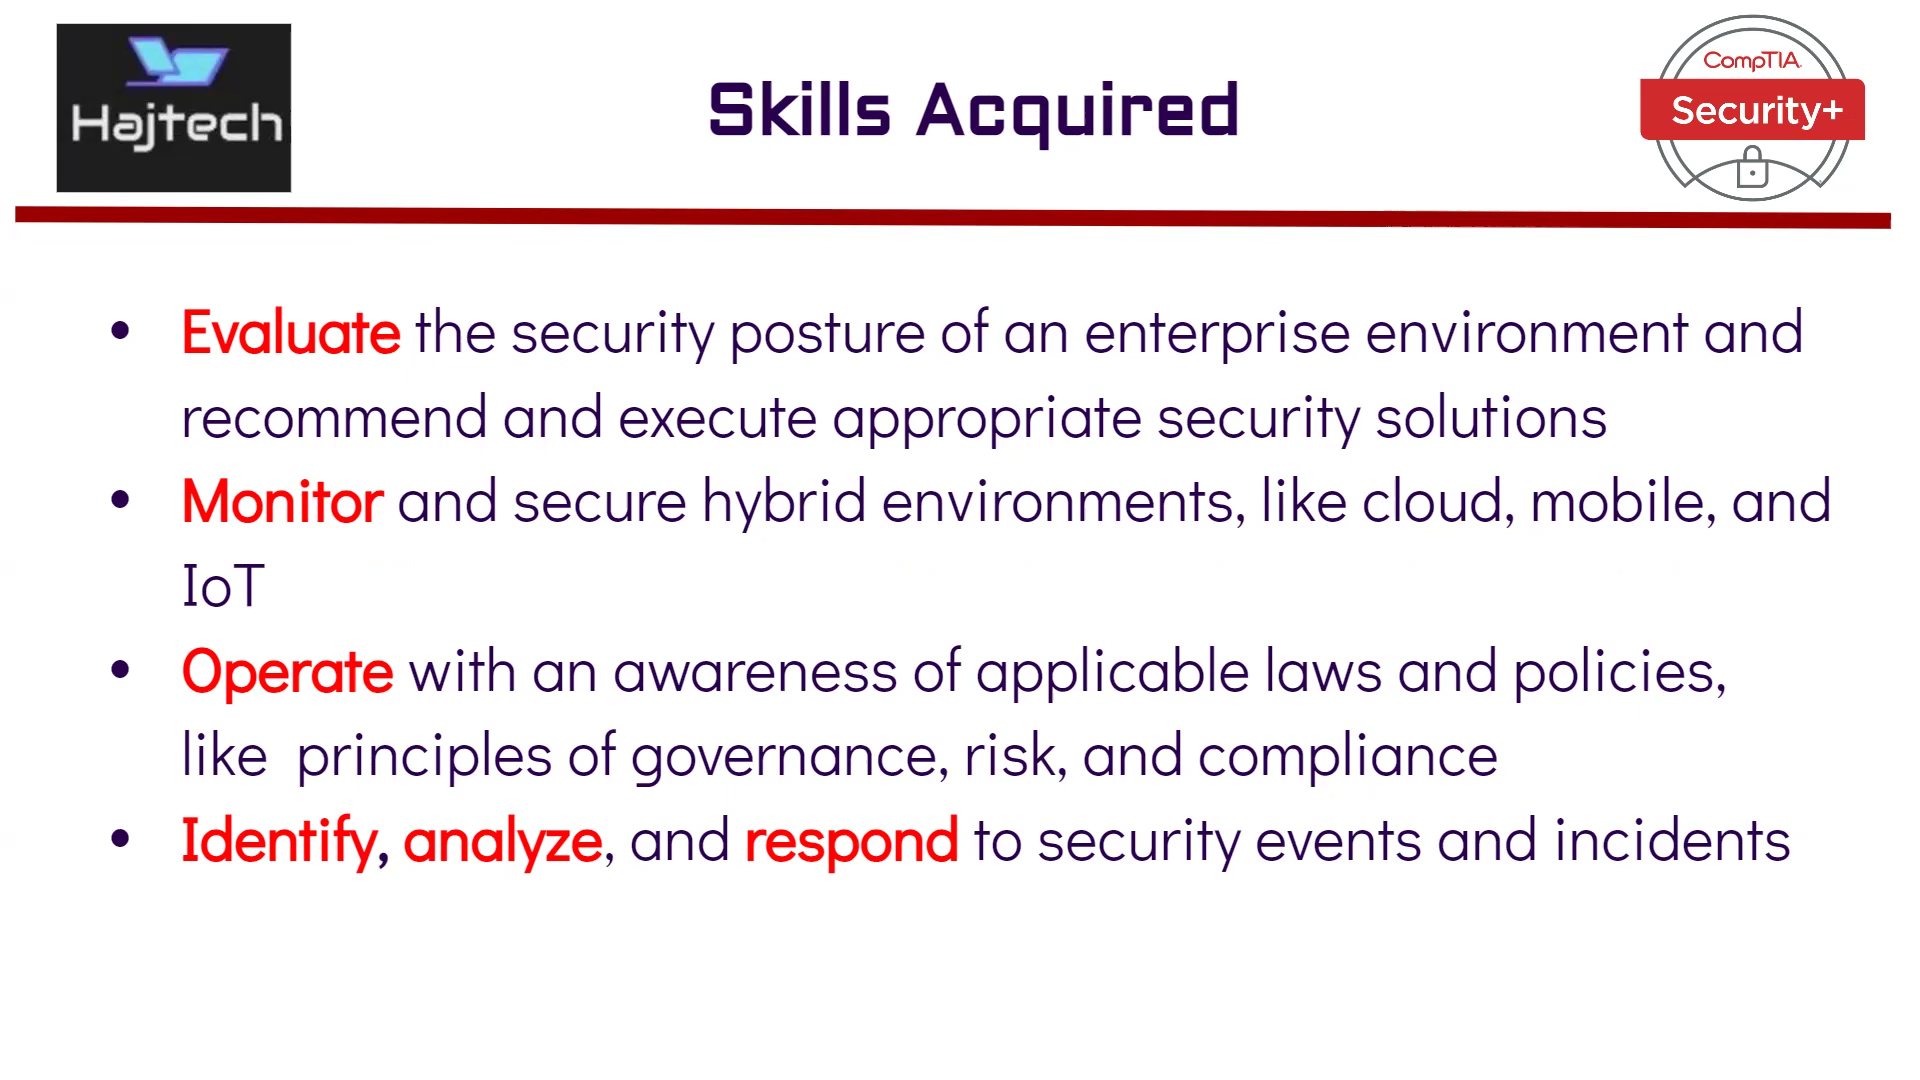 Hajtech
Skills Acquired
CompTIA.
Security+
• Evaluate the security posture of an enterprise environment and
recommend and execute appropriate security solutions
• Monitor and secure hybrid environments, like cloud, mobile, and
IoT
• Operate with an awareness of applicable laws and policies,
like  principles of governance, risk, and compliance
• Identify, analyze, and respond to security events and incidents